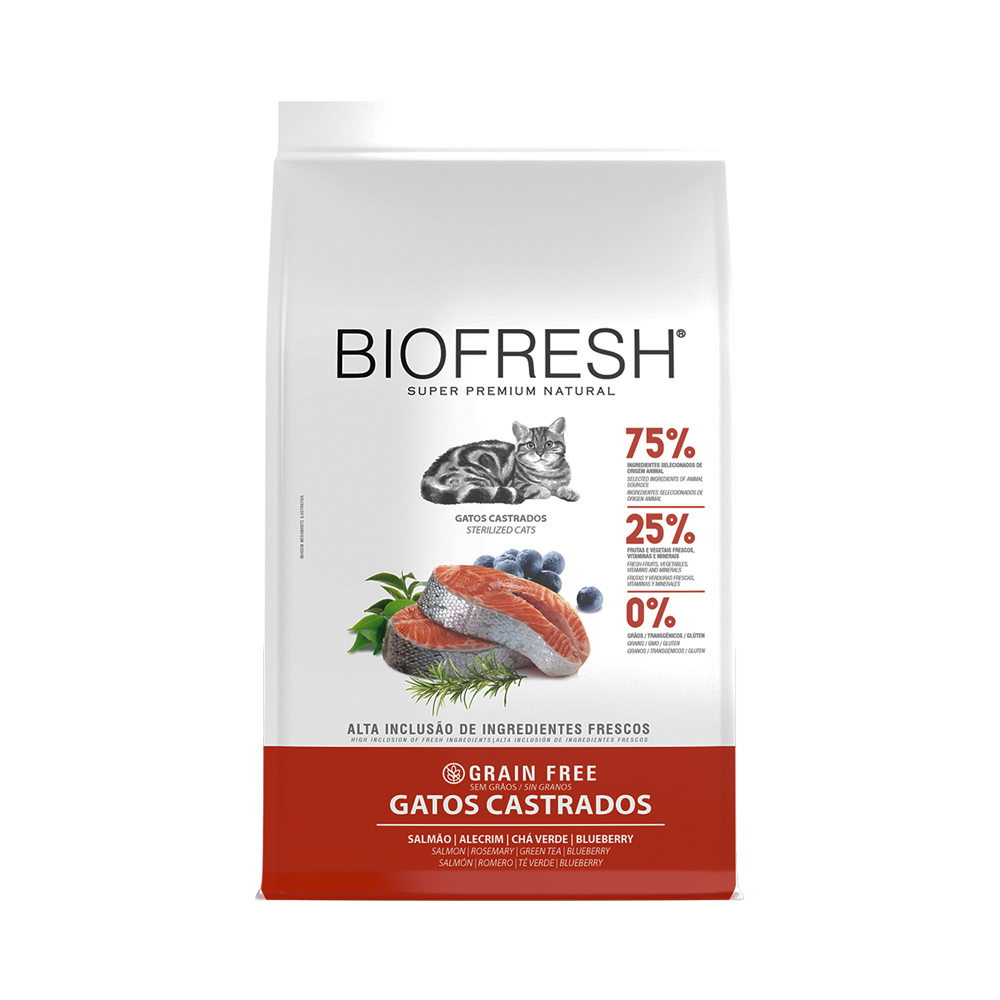 BIOFRESH®
SUPER PREMIUM NATURAL
GATOS CASTRADOS
STERILIZED CATS
75%
INGREDIENTES SELECIONADOS DE
ORIGEM ANIMAL
SELECTED INGREDIENTS OF ANIMAL
SOURCES
INGREDIENTES SELECCIONADOS DE
ORIGEN ANIMAL
25%
FRUTAS E VEGETAIS FRESCOS,
VITAMINAS E MINERAIS
FRESH FRUITS, VEGETABLES,
VITAMINS AND MINERALS
FRUTAS Y VERDURAS FRESCAS,
VITAMINAS Y MINERALES
0%
GRÃOS / TRANSGÊNICOS / GLÚTEN
GRAINS / GMO / GLUTEN
GRANOS / TRANSGÉNICOS / GLUTEN
IMAGEM MERAMENTE ILUSTRATIVA
ALTA INCLUSÃO DE INGREDIENTES FRESCOS
HIGH INCLUSION OF FRESH INGREDIENTS | ALTA INCLUSIÓN DE INGREDIENTES FRESCOS
GRAIN FREE
SEM GRÃOS / SIN GRANOS
GATOS CASTRADOS
SALMÃO | ALECRIM | CHÁ VERDE | BLUEBERRY
SALMON | ROSEMARY | GREEN TEA | BLUEBERRY
SALMÓN | ROMERO | TÉ VERDE | BLUEBERRY